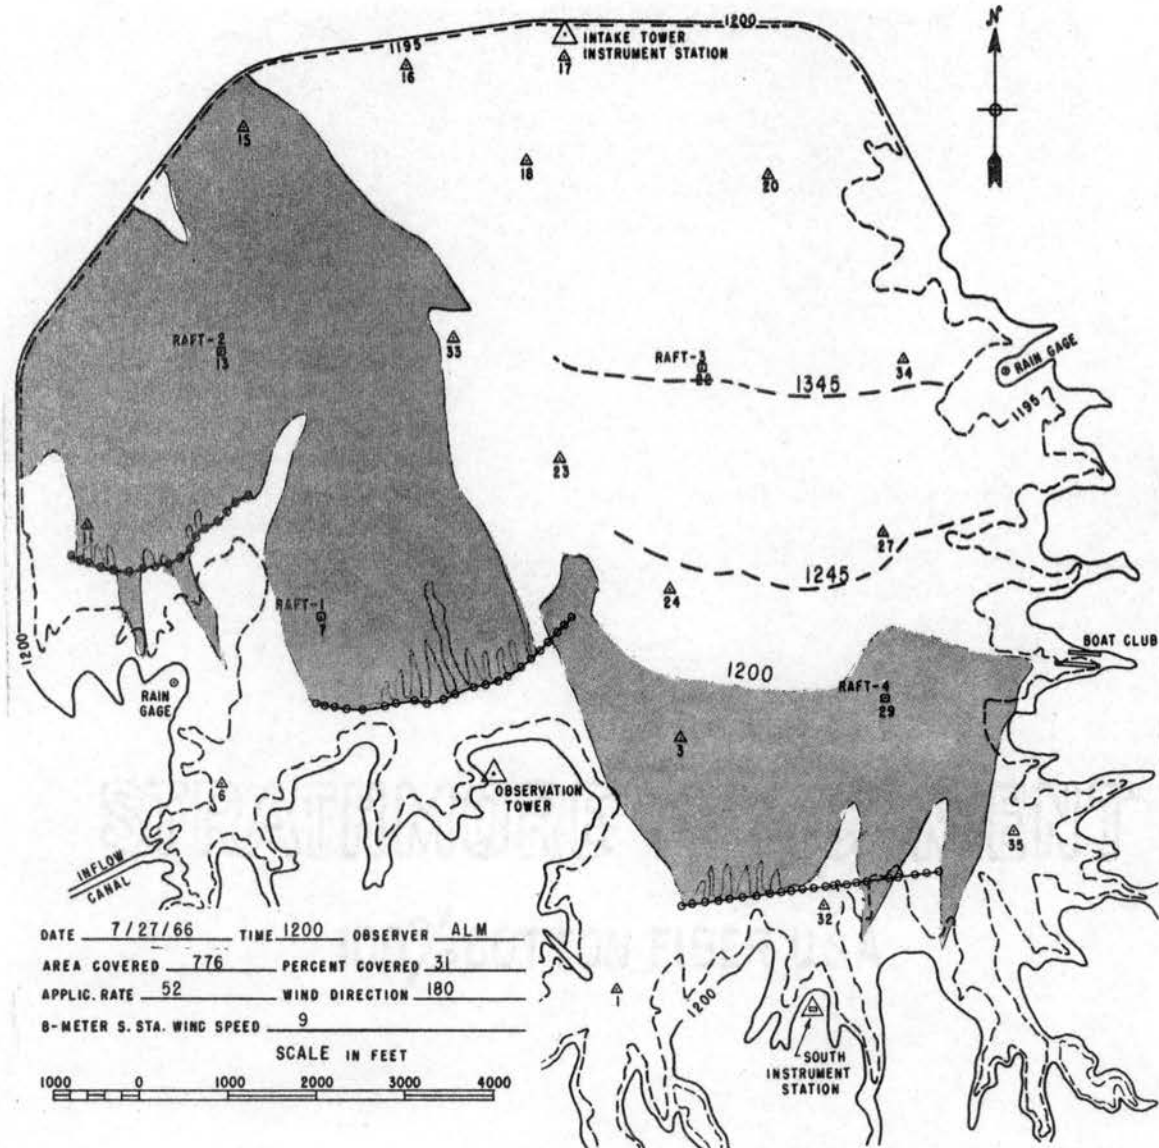 1200
N
1195
INTAKE TOWER
INSTRUMENT STATION
16
17
15
18
20
RAFT-2
13
33
RAFT-3
34
RAIN GAGE
1345
1195
23
11
27
1245
24
RAFT-1
7
1200
BOAT CLUB
1200
RAIN
GAGE
RAFT-4
29
3
OBSERVATION
TOWER
6
35
INFLOW
CANAL
32
DATE 7/27/66 TIME 1200 OBSERVER ALM
AREA COVERED 776 PERCENT COVERED 31
APPLIC. RATE 52 WIND DIRECTION 180
8-METER S. STA. WIND SPEED 9
1
1200
SOUTH
INSTRUMENT
STATION
SCALE IN FEET
1000 0 1000 2000 3000 4000